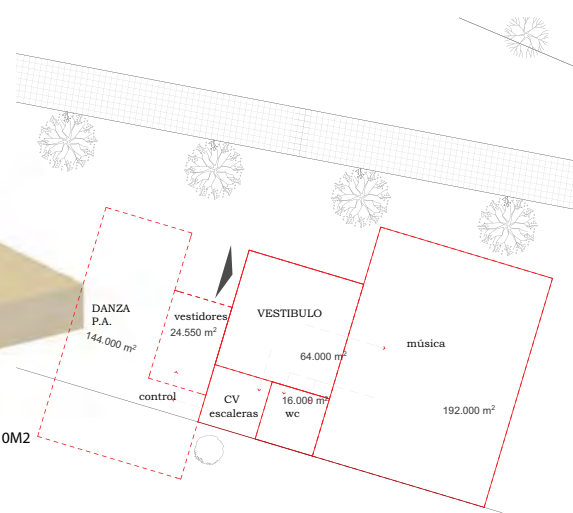 DANZA
P.A.
144.000 m²
vestidores
24.550 m²
VESTIBULO
64.000 m²
música
192.000 m²
control
CV
escaleras
16.000 m²
wc
0M2